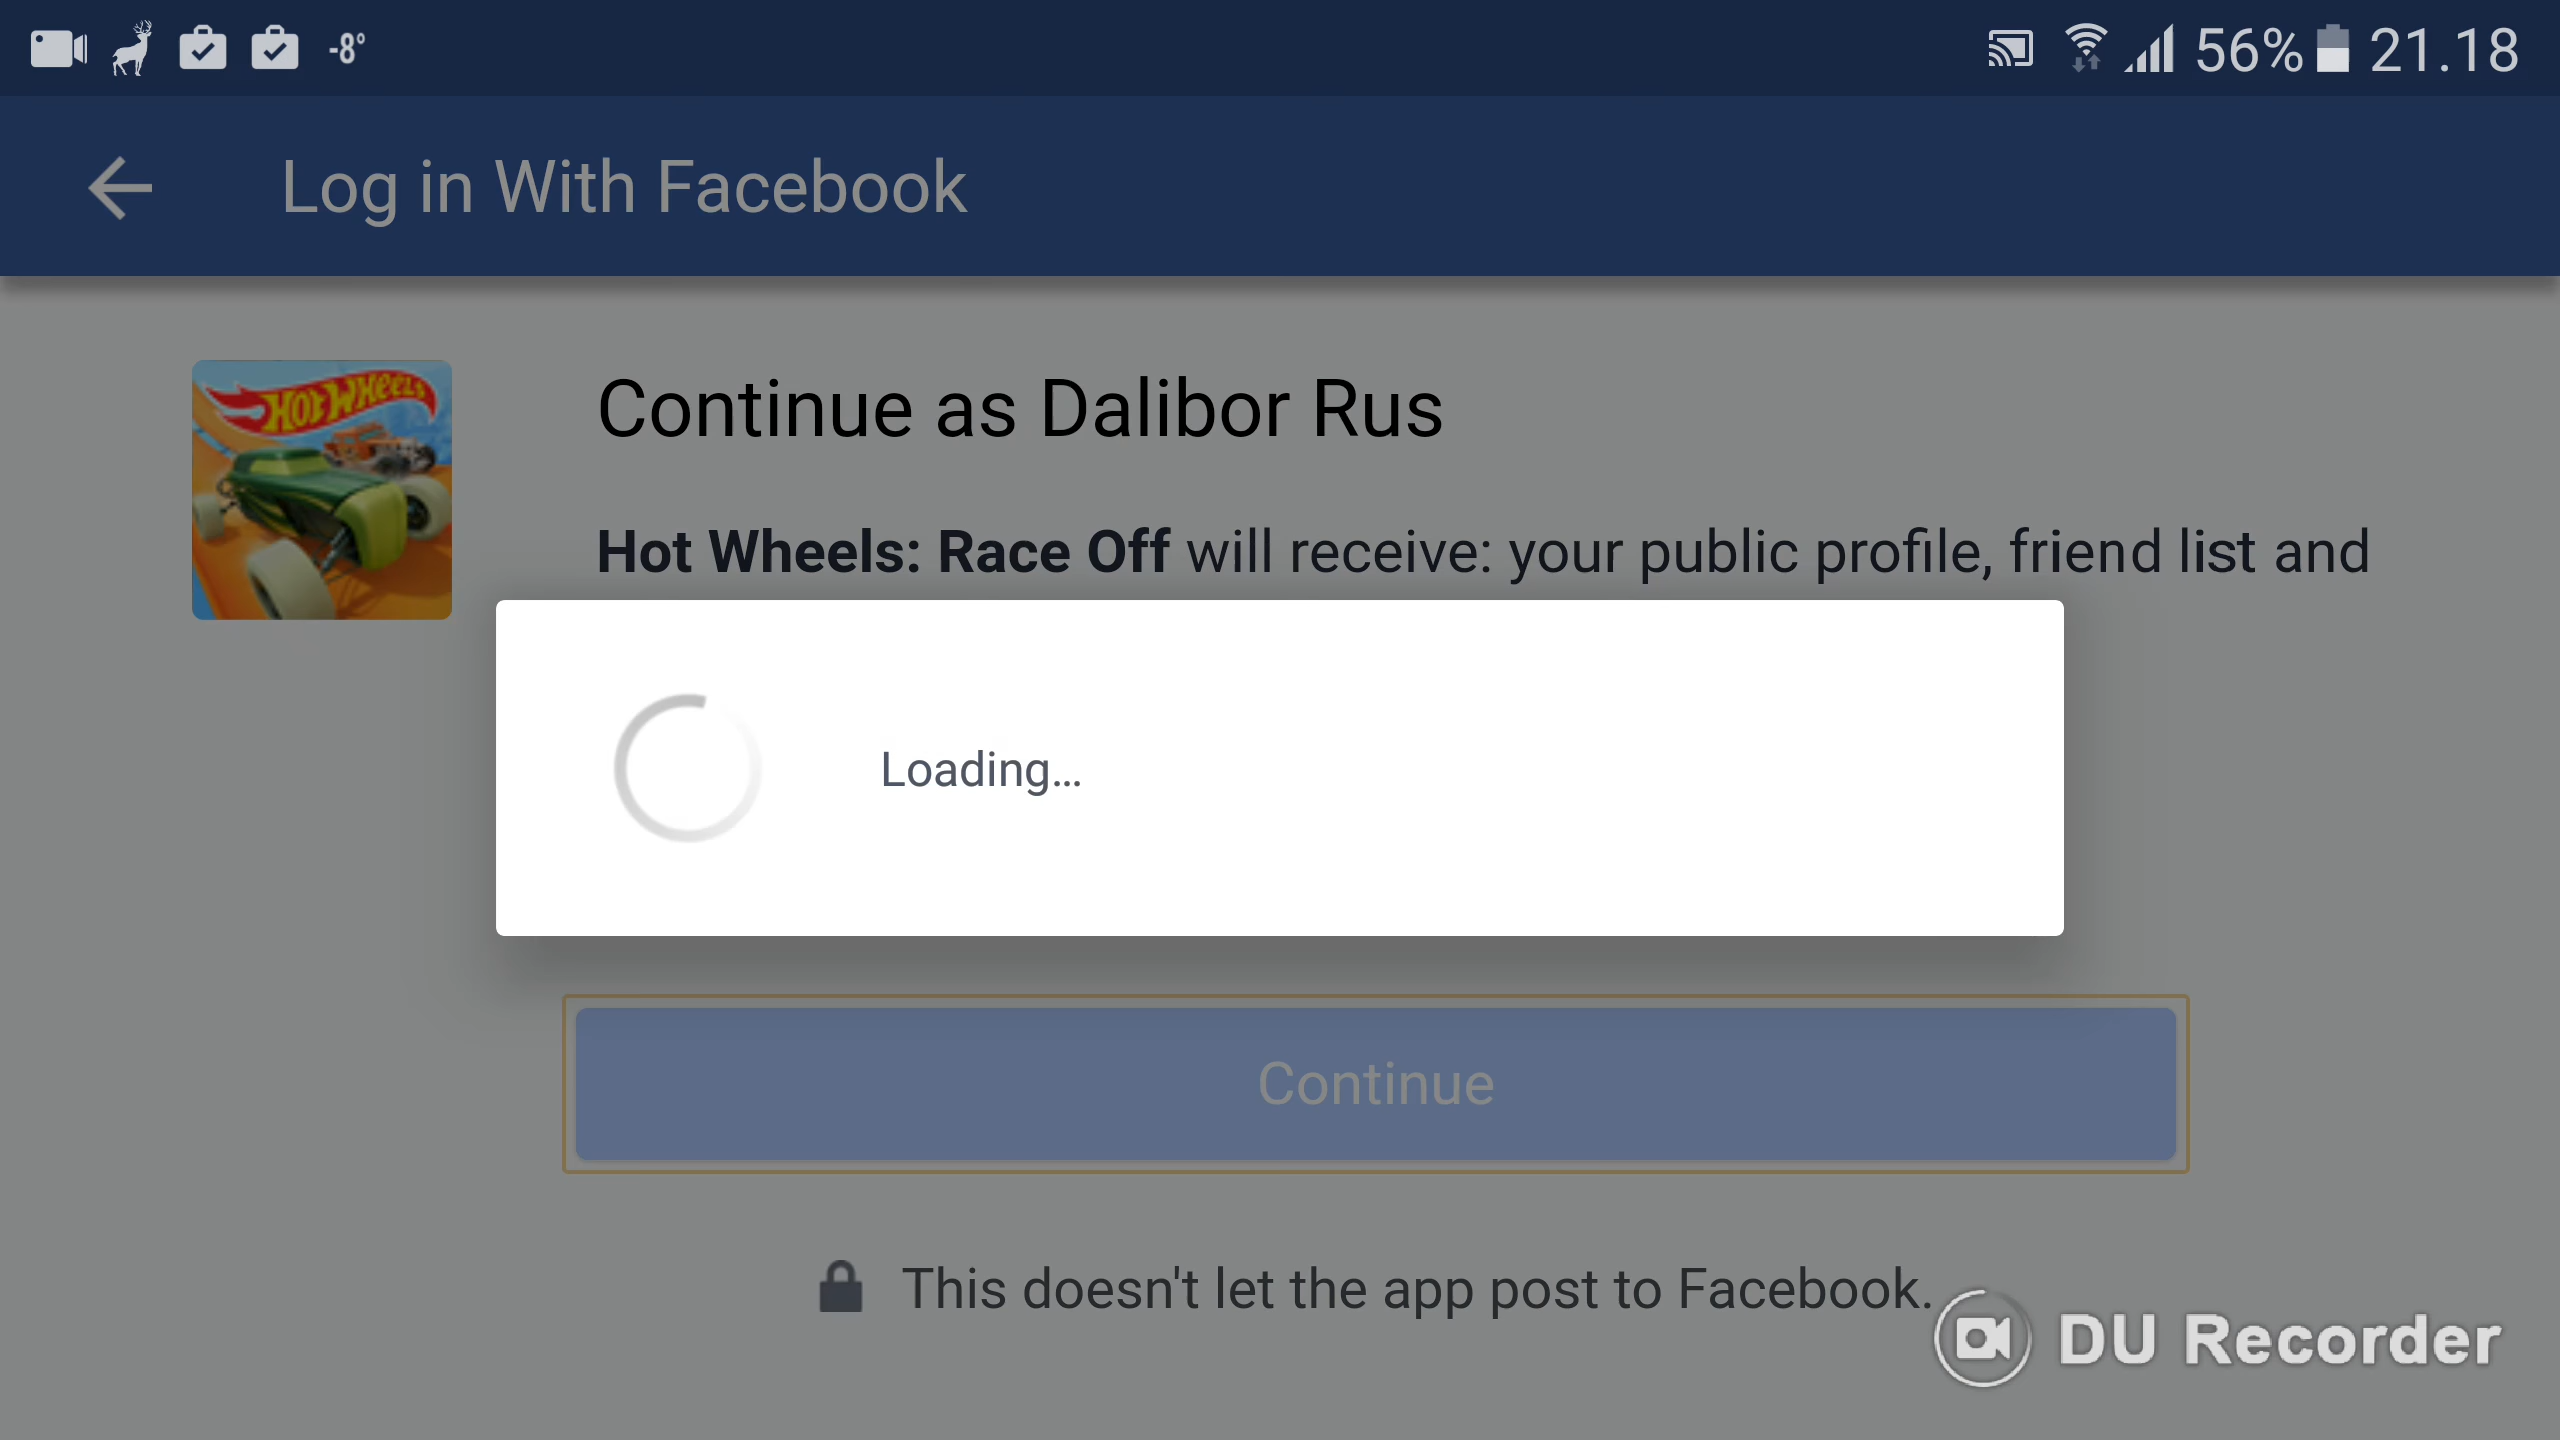 -8°
56% 21.18
Log in With Facebook
HOT WHEELS
Continue as Dalibor Rus
Hot Wheels: Race Off will receive: your public profile, friend list and
Loading...
Continue
This doesn't let the app post to Facebook.
DU Recorder